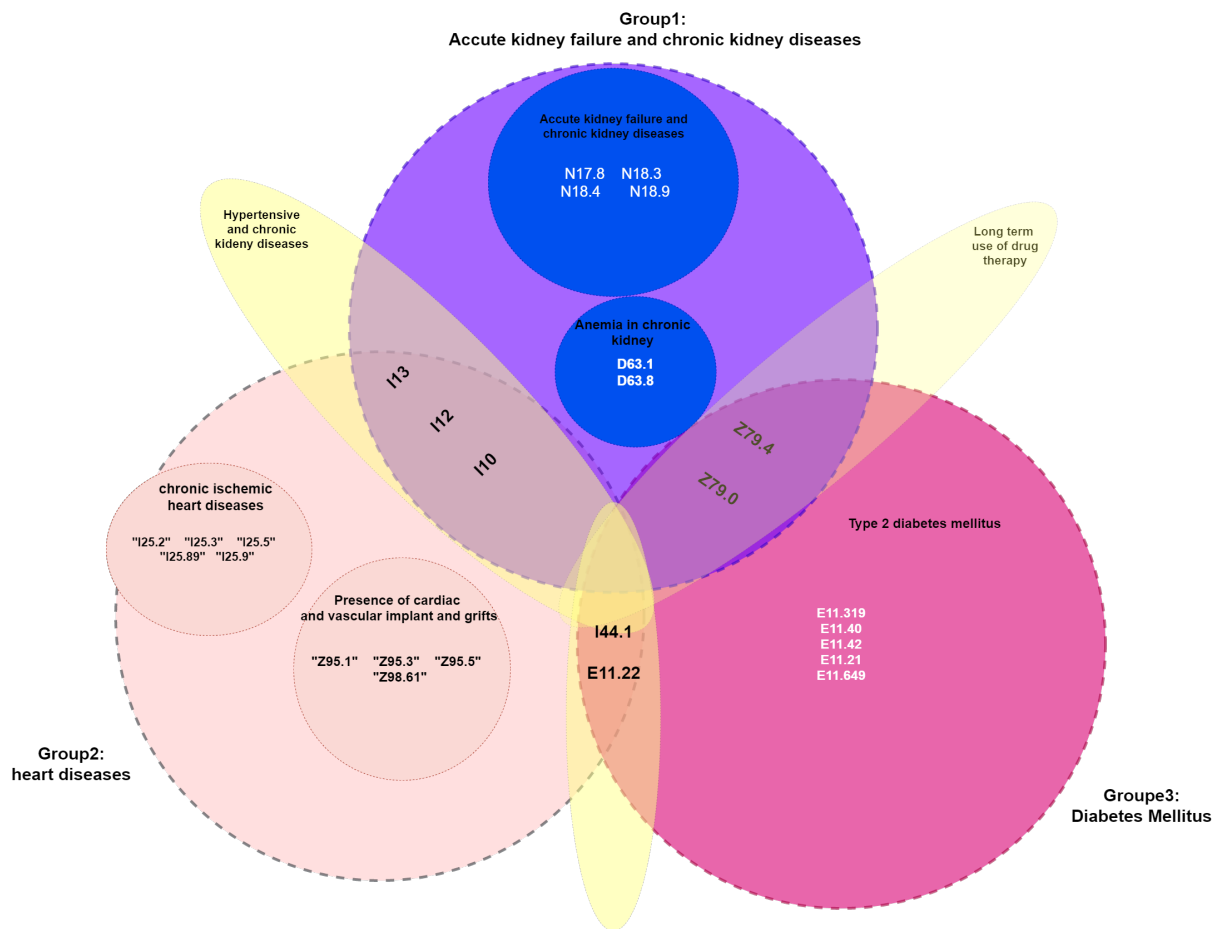 Group1:
Accute kidney failure and chronic kidney diseases
Accute kidney failure and
chronic kidney diseases
N17.8 N18.3
N18.4 N18.9
Hypertensive
and chronic
kideny diseases
Long term
use of drug
therapy
Anemia in chronic
kidney
D63.1
D63.8
I13
I12
I10
Z79.4
Z79.0
chronic ischemic
heart diseases
"I25.2" "I25.3" "I25.5"
"I25.89" "I25.9"
Presence of cardiac
and vascular implant and grifts
"Z95.1" "Z95.3" "Z95.5"
"Z98.61"
I44.1
E11.22
Type 2 diabetes mellitus
E11.319
E11.40
E11.42
E11.21
E11.649
Group2:
heart diseases
Groupe3:
Diabetes Mellitus